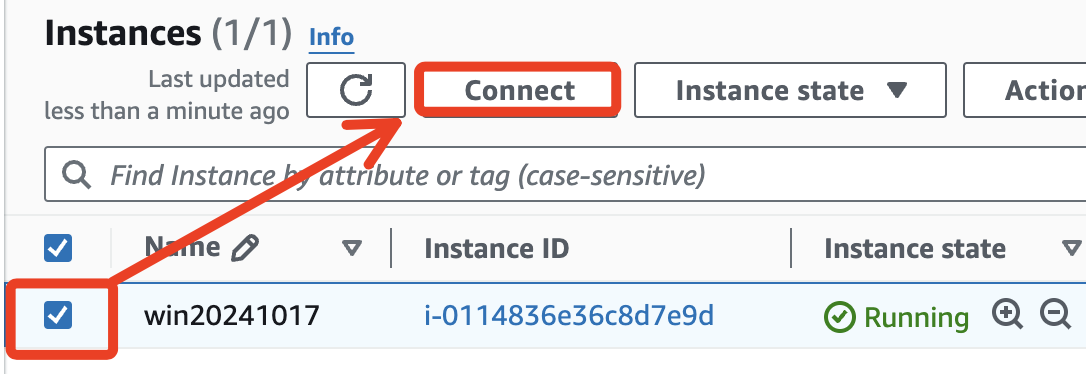 Instances (1/1) Info
Last updated
less than a minute ago
Connect
Instance state
Action
Find Instance by attribute or tag (case-sensitive)
Name
Instance ID
Instance state
win20241017
i-0114836e36c8d7e9d
Running